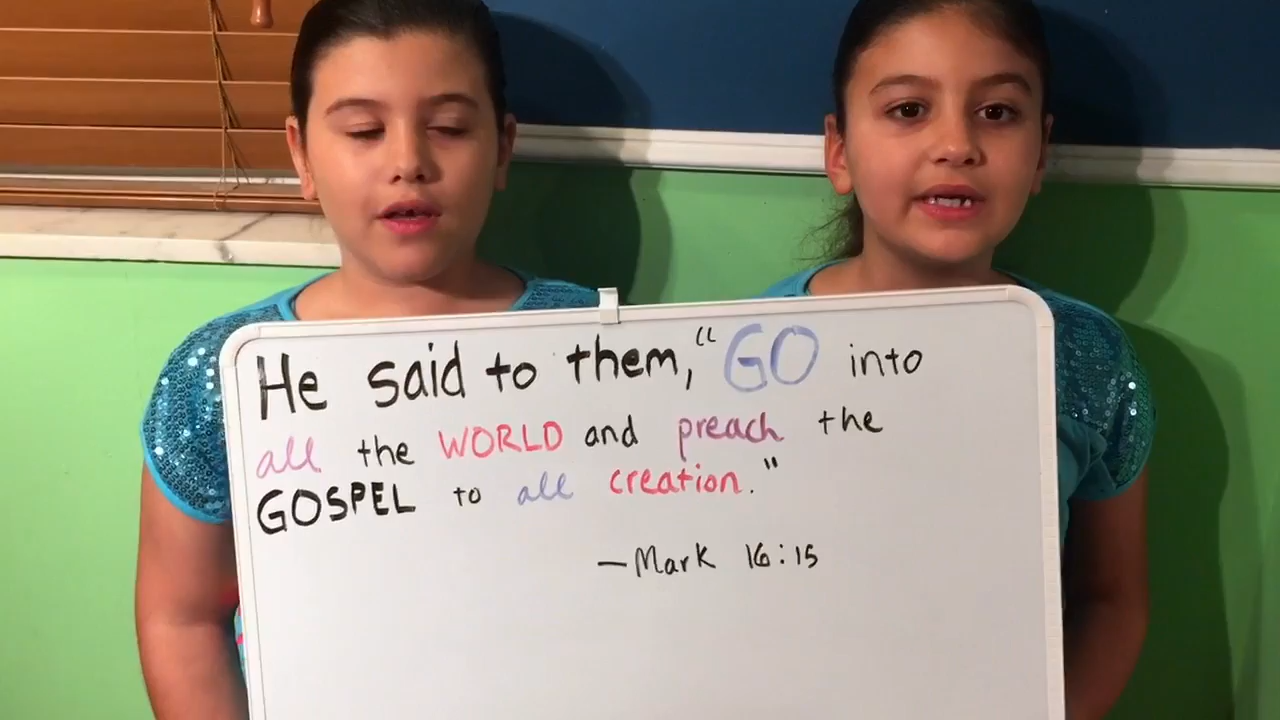 He said to them, "GO into
all the WORLD and preach the
GOSPEL to all creation."
—Mark 16:15